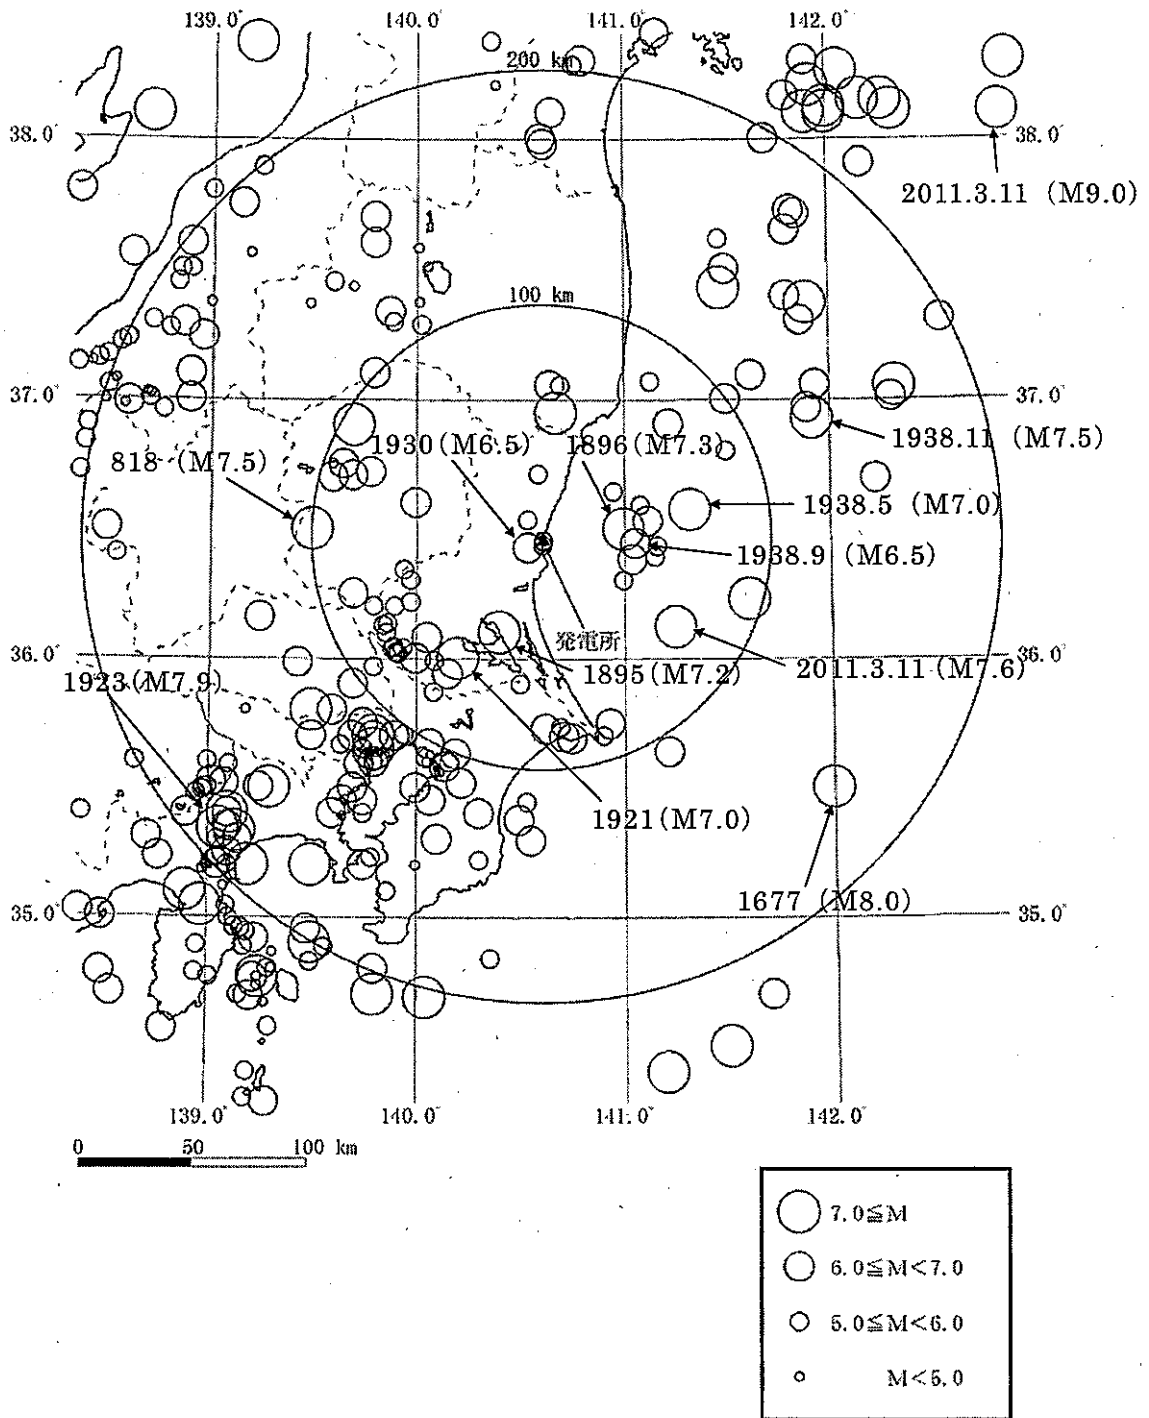 139.0°
140.0°
141.0°
142.0°
200 km
38.0°
38.0°
2011.3.11 (M9.0)
100 km
37.0°
37.0°
1930(M6.5)
1896(M7.3)
1938.11 (M7.5)
818 (M7.5)
1938.5 (M7.0)
1938.9 (M6.5)
発電所
36.0°
36.0°
1923(M7.9)
1895(M7.2)
2011.3.11(M7.6)
1921(M7.0)
1677 (M8.0)
35.0°
35.0°
139.0°
140.0°
141.0°
142.0°
0 50 100 km
7.0≦M
6.0≦M<7.0
5.0≦M<6.0
M<5.0